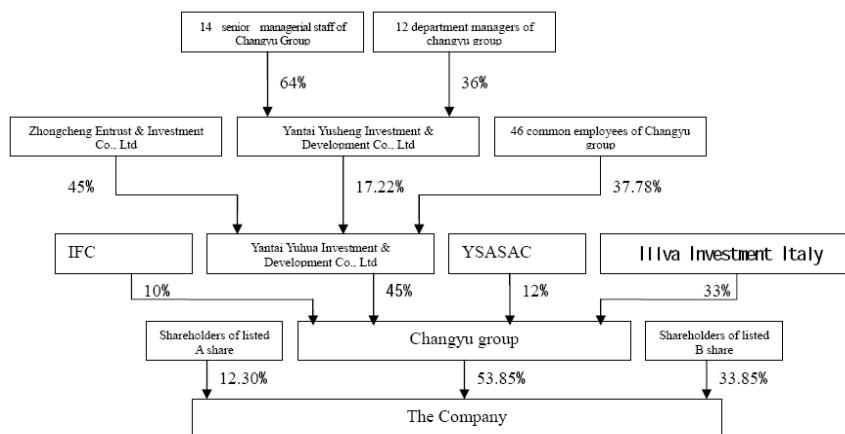 14 senior managerial staff of
Changyu Group
12 department managers of
changyu group
64%
36%
Zhongcheng Entrust & Investment
Co., Ltd
Yantai Yusheng Investment &
Development Co., Ltd
46 common employees of Changyu
group
45%
17.22%
37.78%
IFC
Yantai Yuhua Investment &
Development Co., Ltd
YSASAC
Illva Investment Italy
10%
45%
12%
33%
Shareholders of listed
A share
Changyu group
Shareholders of listed
B share
12.30%
53.85%
33.85%
The Company